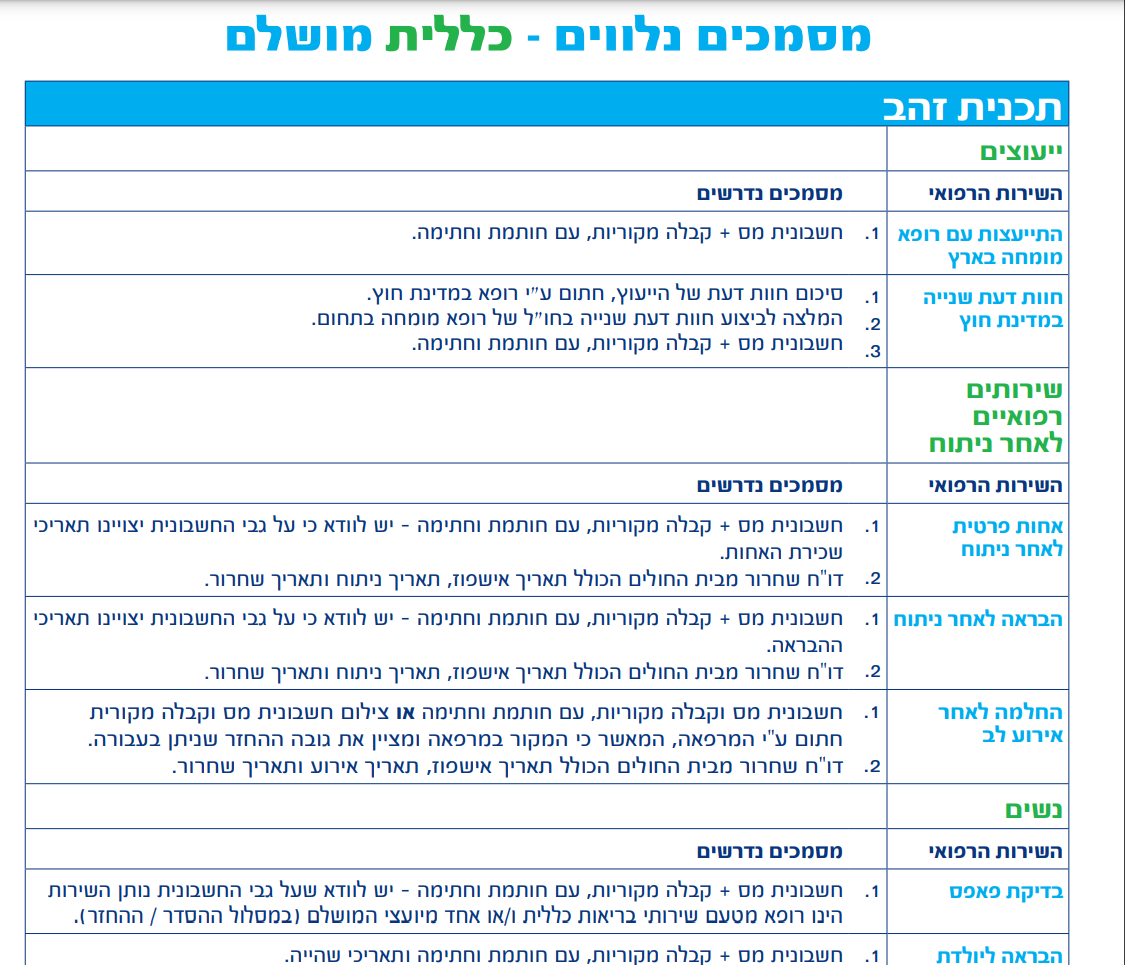 מסמכים נלווים - כללית מושלם
תכנית זהב
ייעוצים
השירות הרפואי
מסמכים נדרשים
התייעצות עם רופא
מומחה בארץ
1. חשבונית מס + קבלה מקוריות, עם חותמת וחתימה.
חוות דעת שנייה
במדינת חוץ
1. סיכום חוות דעת של הייעוץ, חתום ע״י רופא במדינת חוץ.
2. המלצה לביצוע חוות דעת שנייה בחו״ל של רופא מומחה בתחום.
3. חשבונית מס + קבלה מקוריות, עם חותמת וחתימה.
שירותים
רפואיים
לאחר ניתוח
השירות הרפואי
מסמכים נדרשים
אחות פרטית
לאחר ניתוח
1. חשבונית מס + קבלה מקוריות, עם חותמת וחתימה - יש לוודא כי על גבי החשבונית יצויינו תאריכי
שכירת האחות.
2. דו"ח שחרור מבית החולים הכולל תאריך אישפוז, תאריך ניתוח ותאריך שחרור.
הבראה לאחר ניתוח
1. חשבונית מס + קבלה מקוריות, עם חותמת וחתימה - יש לוודא כי על גבי החשבונית יצויינו תאריכי
ההבראה.
2. דו"ח שחרור מבית החולים הכולל תאריך אישפוז, תאריך ניתוח ותאריך שחרור.
החלמה לאחר
אירוע לב
1. חשבונית מס וקבלה מקוריות, עם חותמת וחתימה או צילום חשבונית מס וקבלה מקורית
חתום ע"י המרפאה, המאשר כי המקור במרפאה ומציין את גובה ההחזר שניתן בעבורה.
2. דו"ח שחרור מבית החולים הכולל תאריך אישפוז, תאריך אירוע ותאריך שחרור.
נשים
השירות הרפואי
מסמכים נדרשים
בדיקת פאפס
1. חשבונית מס + קבלה מקוריות, עם חותמת וחתימה - יש לוודא שעל גבי החשבונית נותן השירות
הינו רופא מטעם שירותי בריאות כללית ו/או אחד מיועצי המושלם (במסלול ההסדר / ההחזר).
הבראה ליולדת
1. חשבונית מס + קבלה מקוריות, עם חותמת וחתימה ותאריכי שהייה.